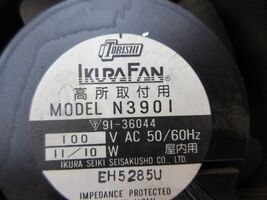 TORISHI
IKURAFAN
高所取付用
MODEL N3901
91-36044
100 V AC 50/60Hz
11/10 W 屋内用
IKURA SEIKI SEISAKUSHO CO., LTD.
EH5285U
IMPEDANCE PROTECTED